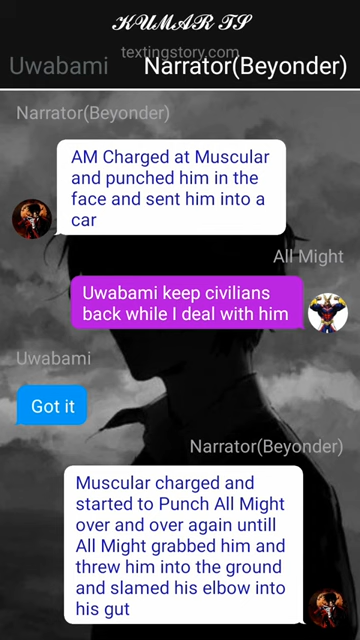 KUMAR TS
textingstory.com
Uwabami Narrator(Beyonder)
Narrator(Beyonder)
AM Charged at Muscular
and punched him in the
face and sent him into a
car
All Might
Uwabami keep civilians
back while I deal with him
Uwabami
Got it
Narrator(Beyonder)
Muscular charged and
started to Punch All Might
over and over again untill
All Might grabbed him and
threw him into the ground
and slamed his elbow into
his gut